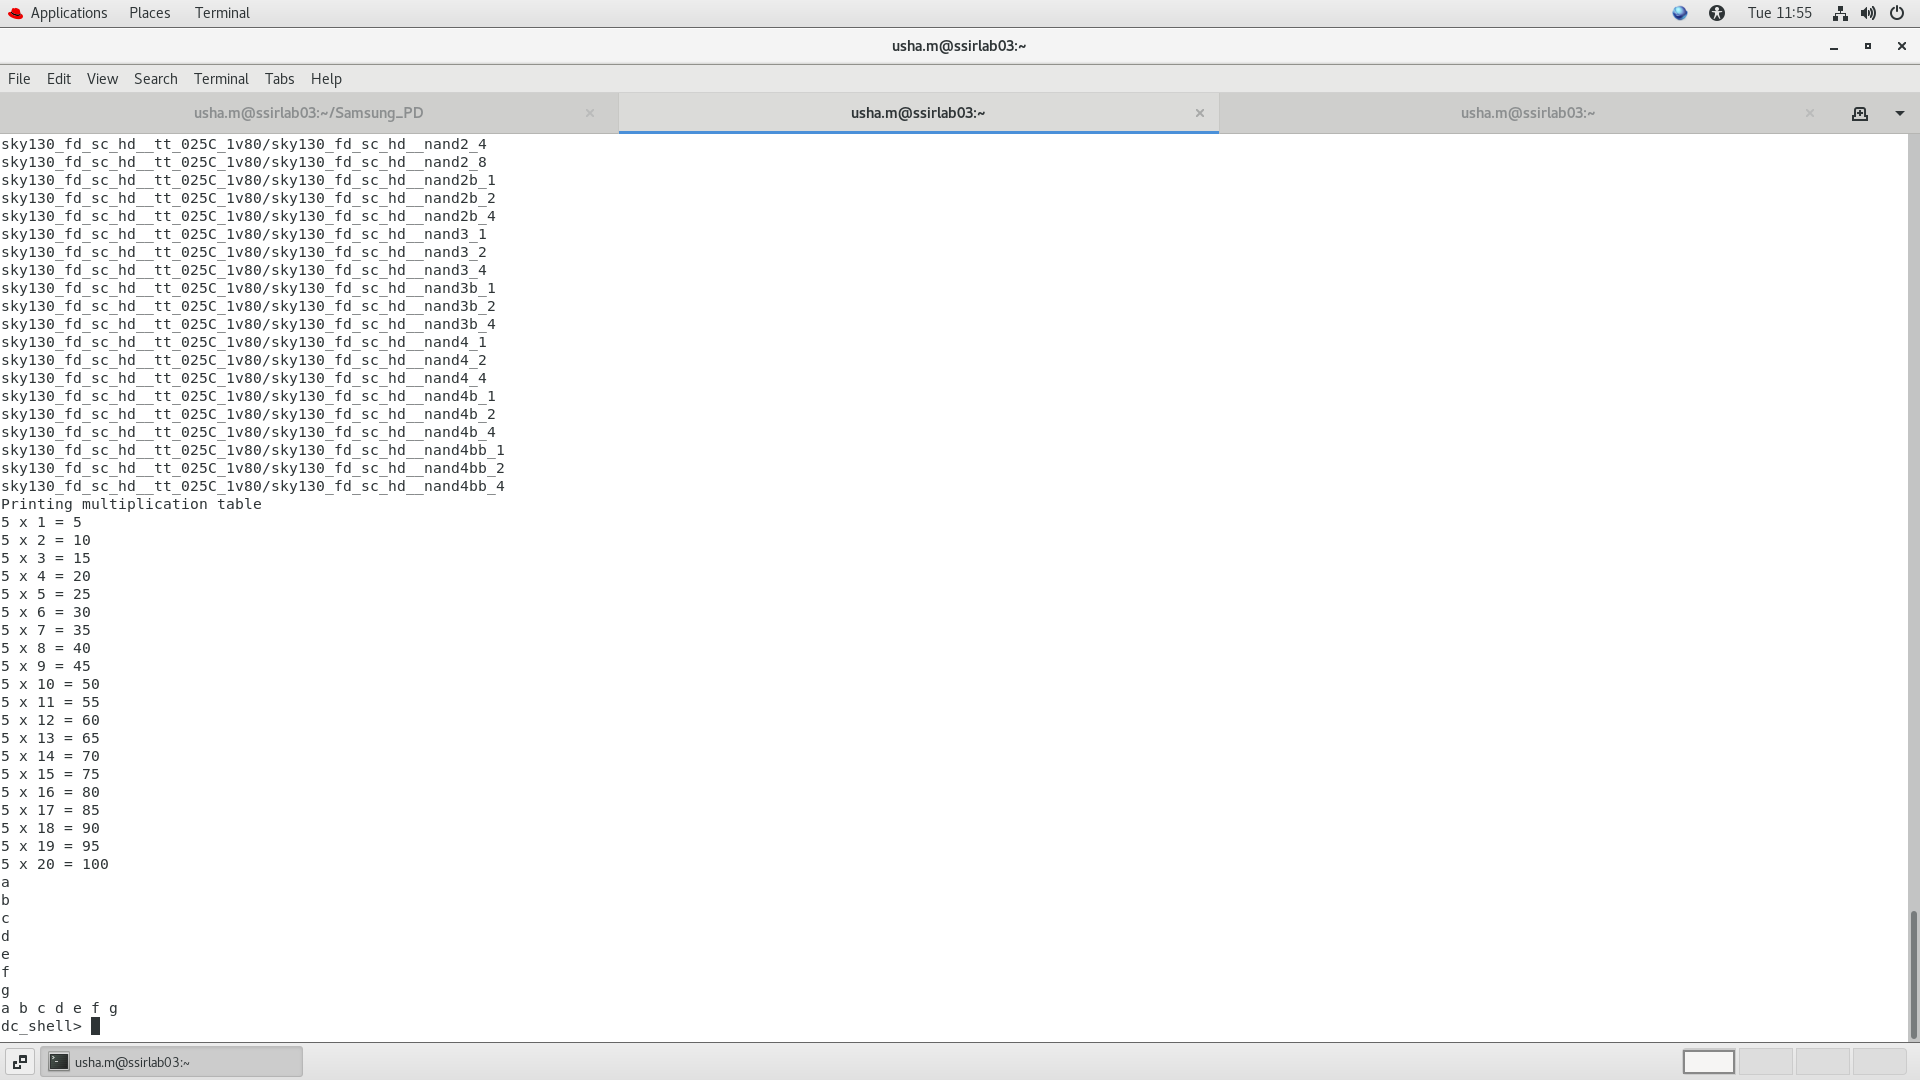 Applications Places Terminal Tue 11:55
usha.m@ssirlab03:~
File Edit View Search Terminal Tabs Help
usha.m@ssirlab03:~/Samsung_PD × usha.m@ssirlab03:~ × usha.m@ssirlab03:~ ×
sky130_fd_sc_hd__tt_025C_1v80/sky130_fd_sc_hd__nand2_4
sky130_fd_sc_hd__tt_025C_1v80/sky130_fd_sc_hd__nand2_8
sky130_fd_sc_hd__tt_025C_1v80/sky130_fd_sc_hd__nand2b_1
sky130_fd_sc_hd__tt_025C_1v80/sky130_fd_sc_hd__nand2b_2
sky130_fd_sc_hd__tt_025C_1v80/sky130_fd_sc_hd__nand2b_4
sky130_fd_sc_hd__tt_025C_1v80/sky130_fd_sc_hd__nand3_1
sky130_fd_sc_hd__tt_025C_1v80/sky130_fd_sc_hd__nand3_2
sky130_fd_sc_hd__tt_025C_1v80/sky130_fd_sc_hd__nand3_4
sky130_fd_sc_hd__tt_025C_1v80/sky130_fd_sc_hd__nand3b_1
sky130_fd_sc_hd__tt_025C_1v80/sky130_fd_sc_hd__nand3b_2
sky130_fd_sc_hd__tt_025C_1v80/sky130_fd_sc_hd__nand3b_4
sky130_fd_sc_hd__tt_025C_1v80/sky130_fd_sc_hd__nand4_1
sky130_fd_sc_hd__tt_025C_1v80/sky130_fd_sc_hd__nand4_2
sky130_fd_sc_hd__tt_025C_1v80/sky130_fd_sc_hd__nand4_4
sky130_fd_sc_hd__tt_025C_1v80/sky130_fd_sc_hd__nand4b_1
sky130_fd_sc_hd__tt_025C_1v80/sky130_fd_sc_hd__nand4b_2
sky130_fd_sc_hd__tt_025C_1v80/sky130_fd_sc_hd__nand4b_4
sky130_fd_sc_hd__tt_025C_1v80/sky130_fd_sc_hd__nand4bb_1
sky130_fd_sc_hd__tt_025C_1v80/sky130_fd_sc_hd__nand4bb_2
sky130_fd_sc_hd__tt_025C_1v80/sky130_fd_sc_hd__nand4bb_4
Printing multiplication table
5 x 1 = 5
5 x 2 = 10
5 x 3 = 15
5 x 4 = 20
5 x 5 = 25
5 x 6 = 30
5 x 7 = 35
5 x 8 = 40
5 x 9 = 45
5 x 10 = 50
5 x 11 = 55
5 x 12 = 60
5 x 13 = 65
5 x 14 = 70
5 x 15 = 75
5 x 16 = 80
5 x 17 = 85
5 x 18 = 90
5 x 19 = 95
5 x 20 = 100
a
b
c
d
e
f
g
a b c d e f g
dc_shell>
usha.m@ssirlab03:~